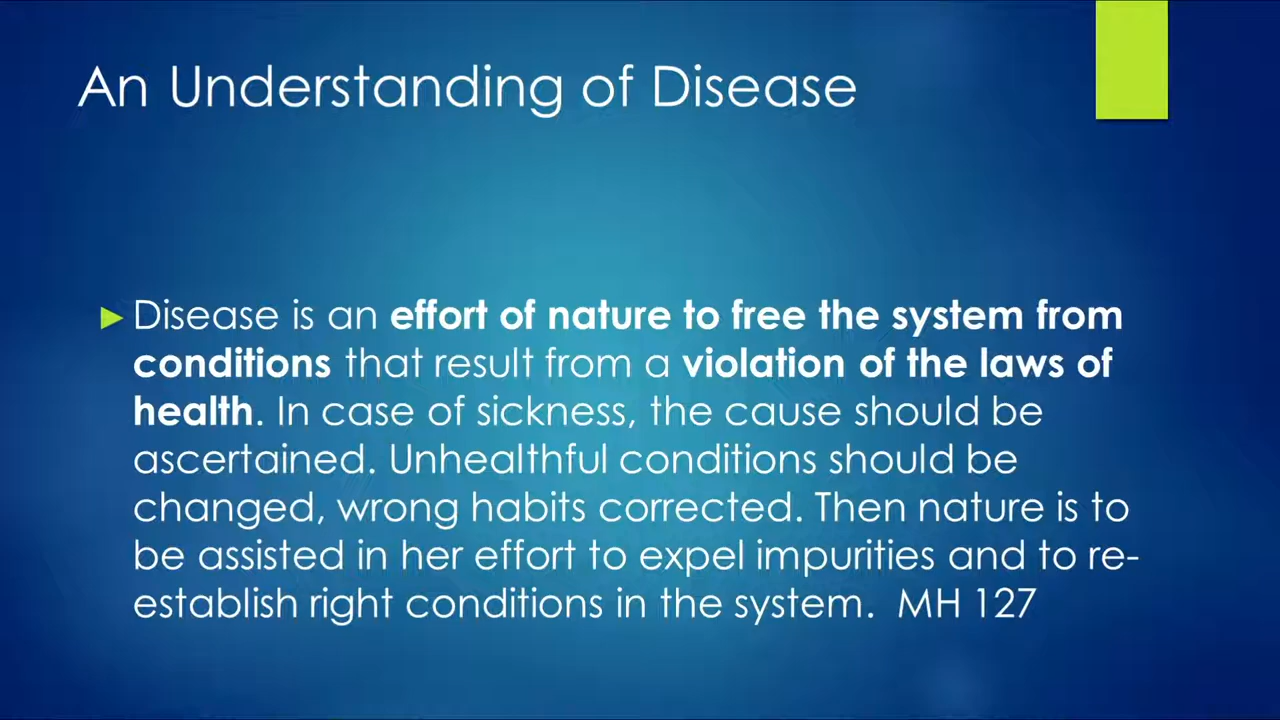 An Understanding of Disease
Disease is an effort of nature to free the system from
conditions that result from a violation of the laws of
health. In case of sickness, the cause should be
ascertained. Unhealthful conditions should be
changed, wrong habits corrected. Then nature is to
be assisted in her effort to expel impurities and to re-
establish right conditions in the system. MH 127